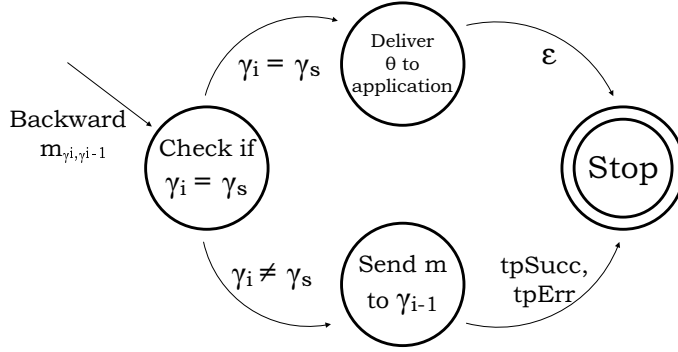 Deliver
θ to
application
γi = γs
ε
Backward
mγi,γi-1
Check if
γi = γs
Stop
γi ≠ γs
Send m
to γi-1
tpSucc,
tpErr